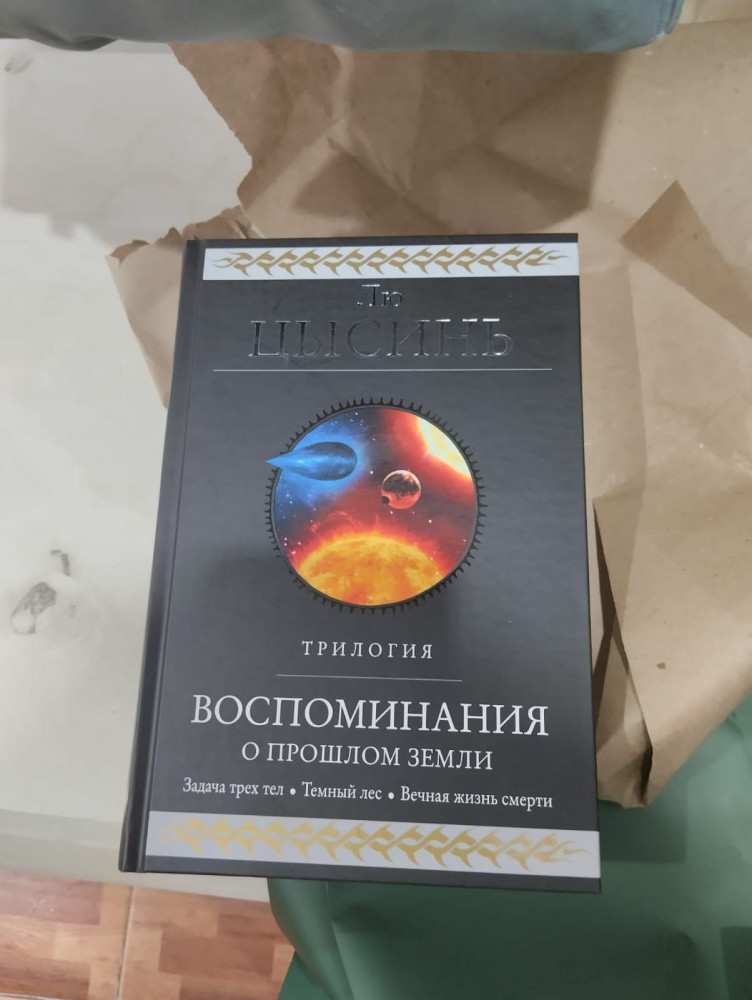 Лю
ЦЫСИНЬ
ТРИЛОГИЯ
ВОСПОМИНАНИЯ
О ПРОШЛОМ ЗЕМЛИ
Задача трех тел • Темный лес • Вечная жизнь смерти